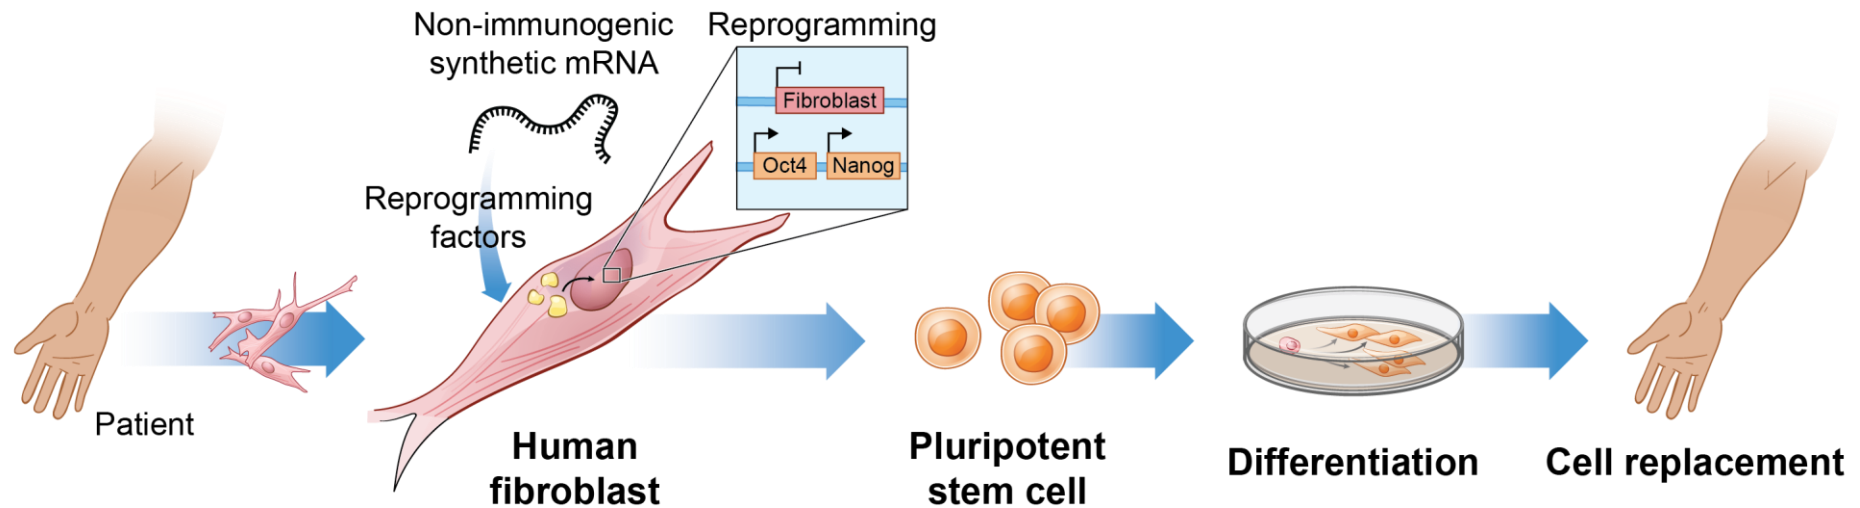 Non-immunogenic
synthetic mRNA
Reprogramming
Fibroblast
Oct4
Nanog
Reprogramming
factors
Patient
Human
fibroblast
Pluripotent
stem cell
Differentiation
Cell replacement